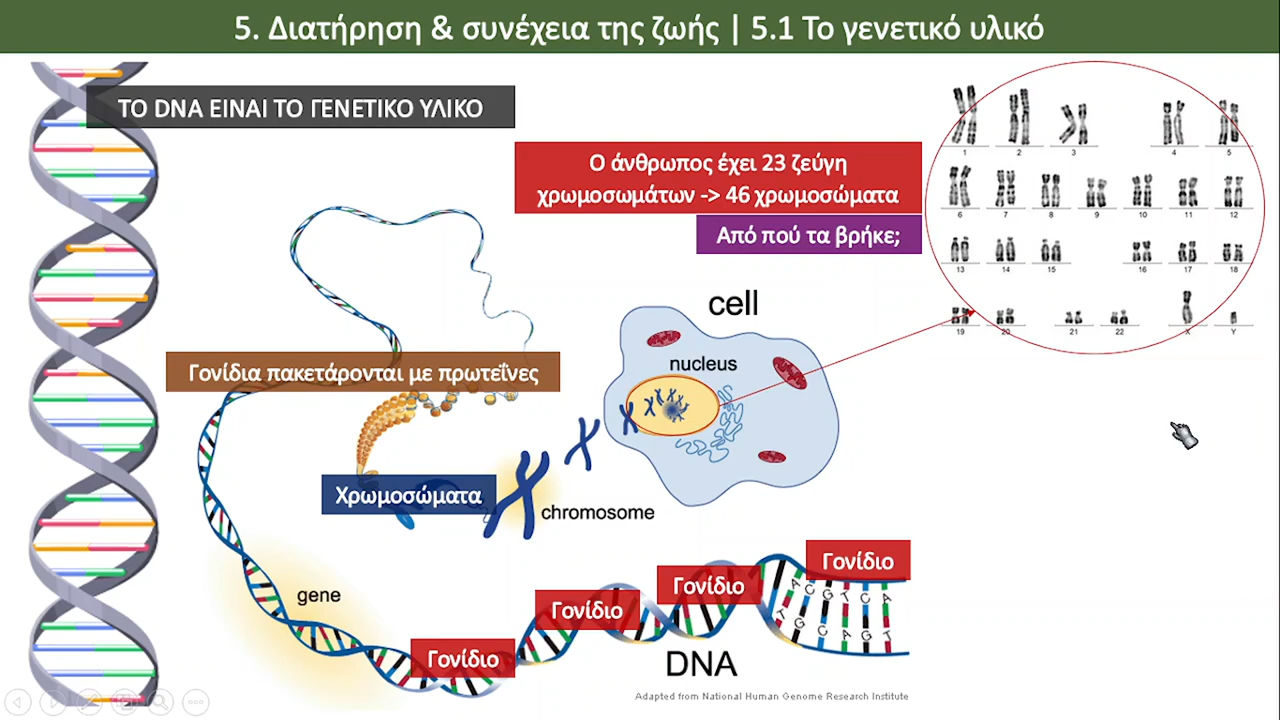 5. Διατήρηση & συνέχεια της ζωής | 5.1 Το γενετικό υλικό
ΤΟ DNA ΕΙΝΑΙ ΤΟ ΓΕΝΕΤΙΚΟ ΥΛΙΚΟ
Ο άνθρωπος έχει 23 ζεύγη
χρωμοσωμάτων -> 46 χρωμοσώματα
Από πού τα βρήκε;
1 2 3 4 5
6 7 8 9 10 11 12
13 14 15 16 17 18
19 20 21 22 X Y
cell
nucleus
Γονίδια πακετάρονται με πρωτεΐνες
Χρωμοσώματα
chromosome
gene
Γονίδιο
Γονίδιο
Γονίδιο
Γονίδιο
A C G T C A
T G C A G T
DNA
Adapted from National Human Genome Research Institute